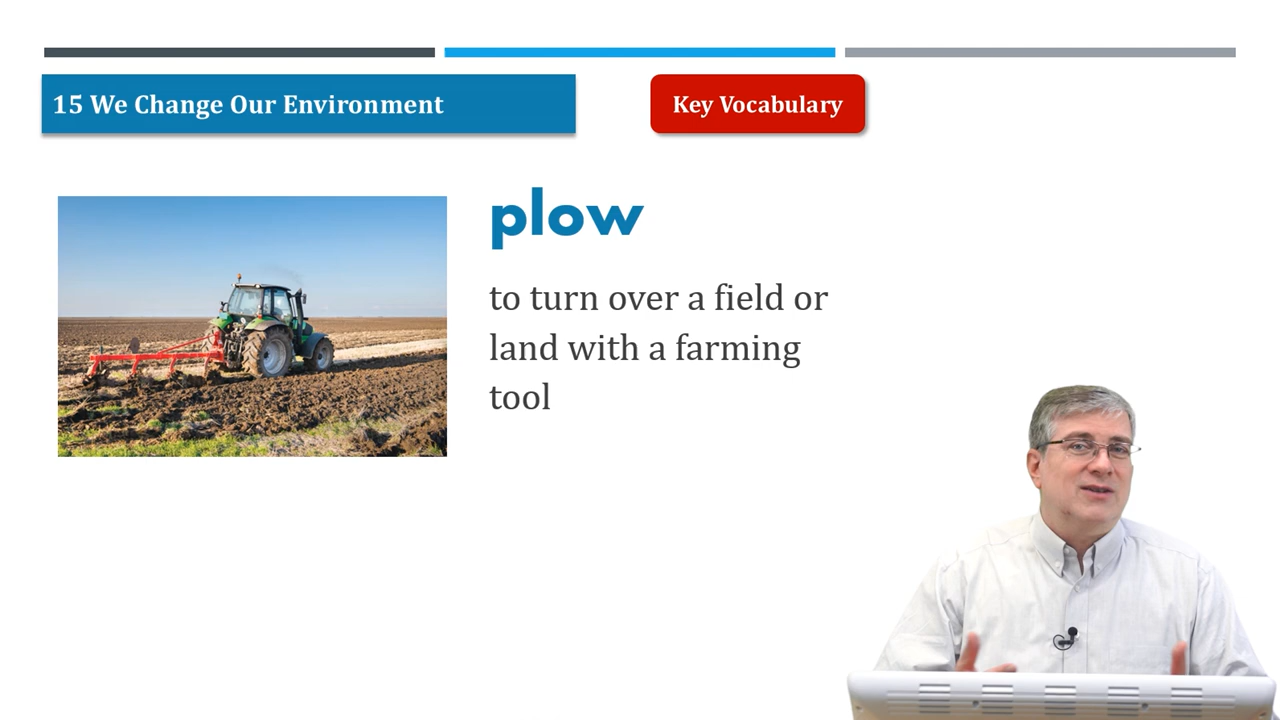 15 We Change Our Environment
Key Vocabulary
plow
to turn over a field or
land with a farming
tool